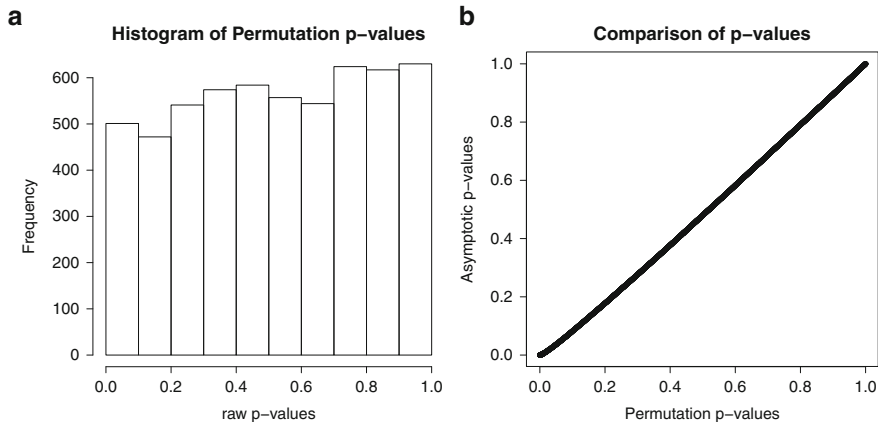 a
Histogram of Permutation p−values
600
500
400
300
200
100
0
Frequency
0.0 0.2 0.4 0.6 0.8 1.0
raw p−values
b
Comparison of p−values
1.0
0.8
0.6
0.4
0.2
0.0
Asymptotic p−values
0.0 0.2 0.4 0.6 0.8 1.0
Permutation p−values